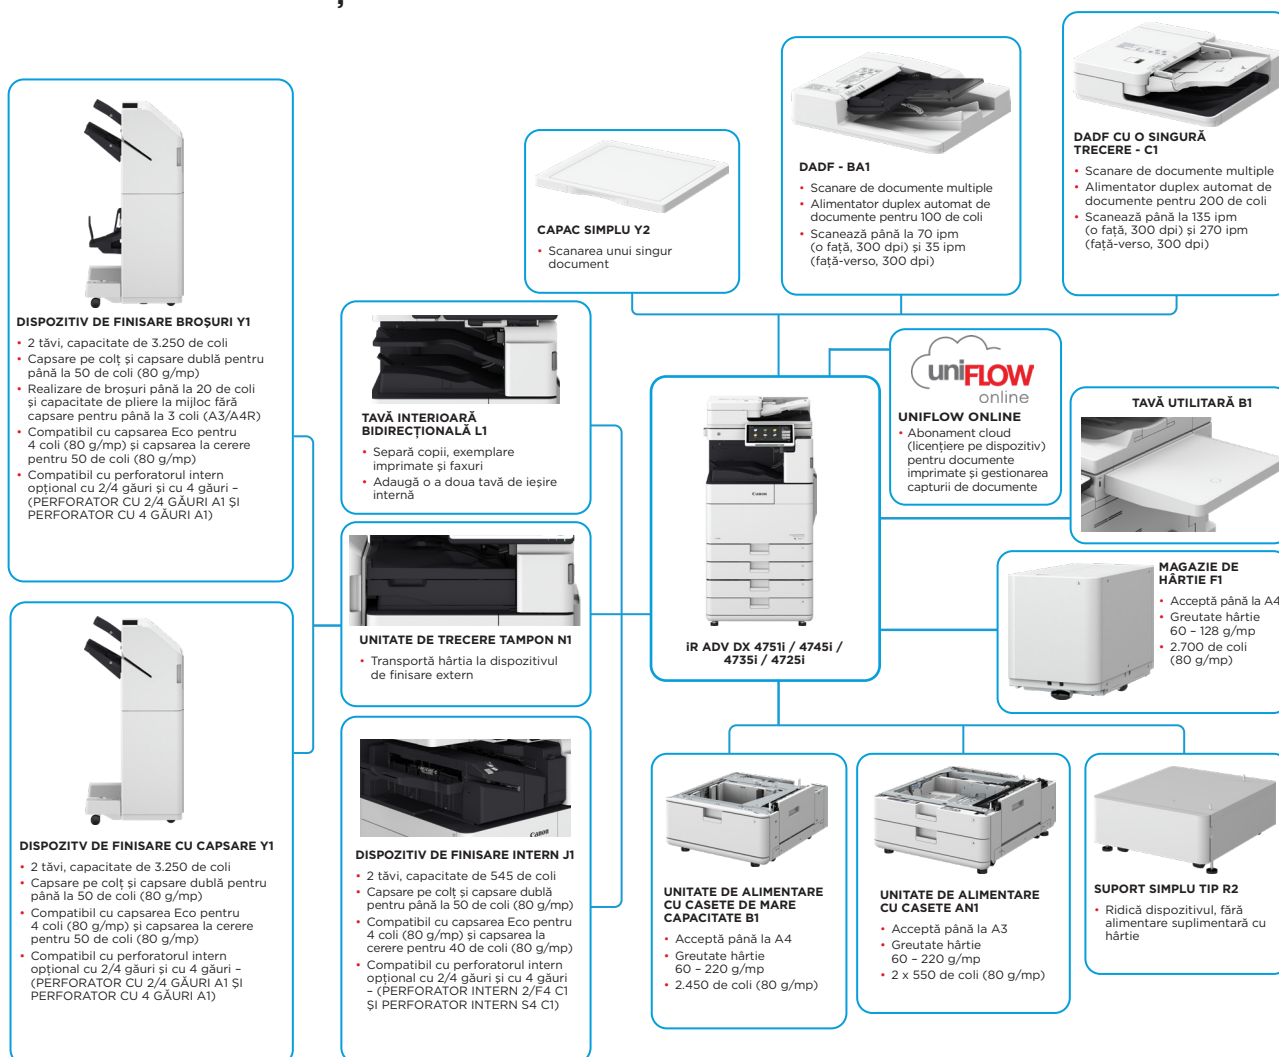 DISPOZITIV DE FINISARE BROȘURI Y1
• 2 tăvi, capacitate de 3.250 de coli
• Capsare pe colț și capsare dublă pentru
până la 50 de coli (80 g/mp)
• Realizare de broșuri până la 20 de coli
și capacitate de pliere la mijloc fără
capsare pentru până la 3 coli (A3/A4R)
• Compatibil cu capsarea Eco pentru
4 coli (80 g/mp) și capsarea la cerere
pentru 50 de coli (80 g/mp)
• Compatibil cu perforatorul intern
opțional cu 2/4 găuri și cu 4 găuri –
(PERFORATOR CU 2/4 GĂURI A1 ȘI
PERFORATOR CU 4 GĂURI A1)
DISPOZITV DE FINISARE CU CAPSARE Y1
• 2 tăvi, capacitate de 3.250 de coli
• Capsare pe colț și capsare dublă pentru
până la 50 de coli (80 g/mp)
• Compatibil cu capsarea Eco pentru
4 coli (80 g/mp) și capsarea la cerere
pentru 50 de coli (80 g/mp)
• Compatibil cu perforatorul intern
opțional cu 2/4 găuri și cu 4 găuri –
(PERFORATOR CU 2/4 GĂURI A1 ȘI
PERFORATOR CU 4 GĂURI A1)
TAVĂ INTERIOARĂ
BIDIRECȚIONALĂ L1
• Separă copii, exemplare
imprimate și faxuri
• Adaugă o a doua tavă de ieșire
internă
UNITATE DE TRECERE TAMPON N1
• Transportă hârtia la dispozitivul
de finisare extern
Canon
DISPOZITIV DE FINISARE INTERN J1
• 2 tăvi, capacitate de 545 de coli
• Capsare pe colț și capsare dublă
pentru până la 50 de coli (80 g/mp)
• Compatibil cu capsarea Eco pentru
4 coli (80 g/mp) și capsarea la
cerere pentru 40 de coli (80 g/mp)
• Compatibil cu perforatorul intern
opțional cu 2/4 găuri și cu 4 găuri
– (PERFORATOR INTERN 2/F4 C1
ȘI PERFORATOR INTERN S4 C1)
CAPAC SIMPLU Y2
• Scanarea unui singur
document
DADF - BA1
• Scanare de documente multiple
• Alimentator duplex automat de
documente pentru 100 de coli
• Scanează până la 70 ipm
(o față, 300 dpi) și 35 ipm
(față-verso, 300 dpi)
DADF CU O SINGURĂ
TRECERE - C1
• Scanare de documente multiple
• Alimentator duplex automat de
documente pentru 200 de coli
• Scanează până la 135 ipm
(o față, 300 dpi) și 270 ipm
(față-verso, 300 dpi)
Canon
iR ADV DX 4751i / 4745i /
4735i / 4725i
uniFLOW
online
UNIFLOW ONLINE
• Abonament cloud
(licențiere pe dispozitiv)
pentru documente
imprimate și gestionarea
capturii de documente
TAVĂ UTILITARĂ B1
MAGAZIE DE
HÂRTIE F1
• Acceptă până la A4
• Greutate hârtie
60 – 128 g/mp
• 2.700 de coli
(80 g/mp)
UNITATE DE ALIMENTARE
CU CASETE DE MARE
CAPACITATE B1
• Acceptă până la A4
• Greutate hârtie
60 – 220 g/mp
• 2.450 de coli (80 g/mp)
UNITATE DE ALIMENTARE
CU CASETE AN1
• Acceptă până la A3
• Greutate hârtie
60 – 220 g/mp
• 2 x 550 de coli (80 g/mp)
SUPORT SIMPLU TIP R2
• Ridică dispozitivul, fără
alimentare suplimentară cu
hârtie